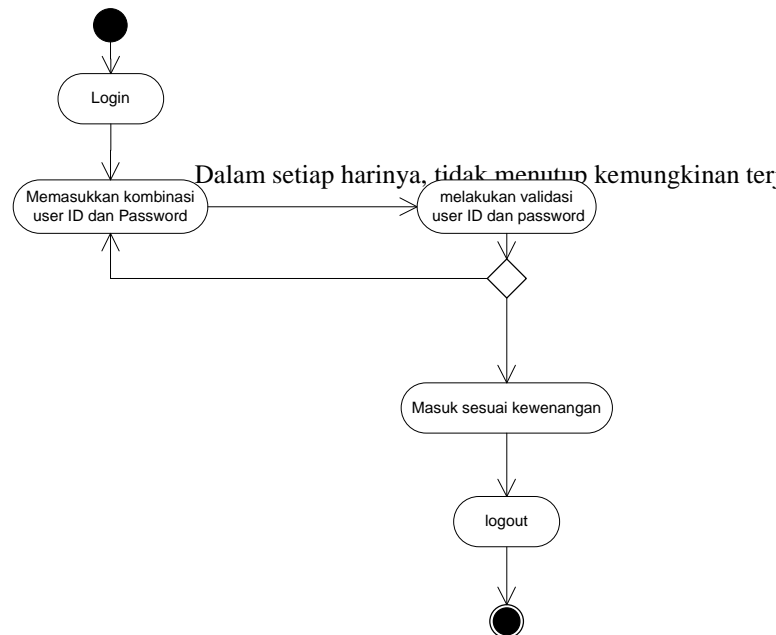 Login
Dalam setiap harinya, tidak menutup kemungkinan
Memasukkan kombinasi
user ID dan Password
melakukan validasi
user ID dan password
Masuk sesuai kewenangan
logout